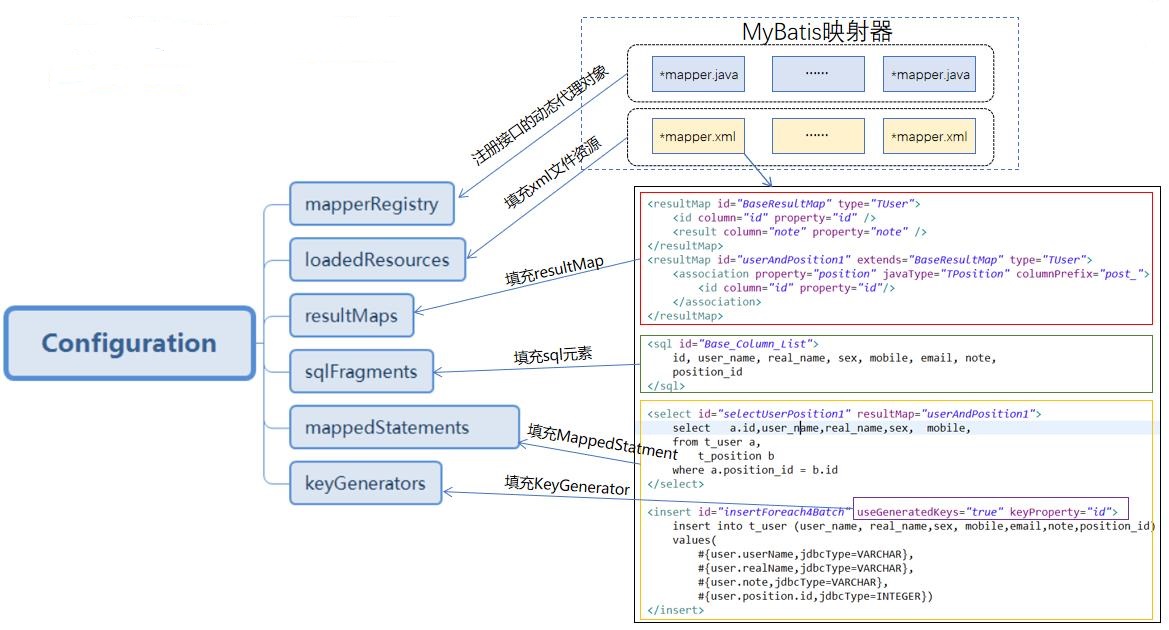 MyBatis映射器
*mapper.java
······
*mapper.java
*mapper.xml
······
*mapper.xml
注册接口的动态代理对象
填充xml文件资源
填充resultMap
填充sql元素
填充MappedStatment
填充KeyGenerator
Configuration
mapperRegistry
loadedResources
resultMaps
sqlFragments
mappedStatements
keyGenerators
<resultMap id="BaseResultMap" type="TUser">
<id column="id" property="id" />
<result column="note" property="note" />
</resultMap>
<resultMap id="userAndPosition1" extends="BaseResultMap" type="TUser">
<association property="position" javaType="TPosition" columnPrefix="post_">
<id column="id" property="id"/>
</association>
</resultMap>
<sql id="Base_Column_List">
id, user_name, real_name, sex, mobile, email, note,
position_id
</sql>
<select id="selectUserPosition1" resultMap="userAndPosition1">
select a.id,user_name,real_name,sex, mobile,
from t_user a,
t_position b
where a.position_id = b.id
</select>
<insert id="insertForeach4Batch" useGeneratedKeys="true" keyProperty="id">
insert into t_user (user_name, real_name,sex, mobile,email,note,position_id)
values(
#{user.userName,jdbcType=VARCHAR},
#{user.realName,jdbcType=VARCHAR},
#{user.note,jdbcType=VARCHAR},
#{user.position.id,jdbcType=INTEGER})
</insert>